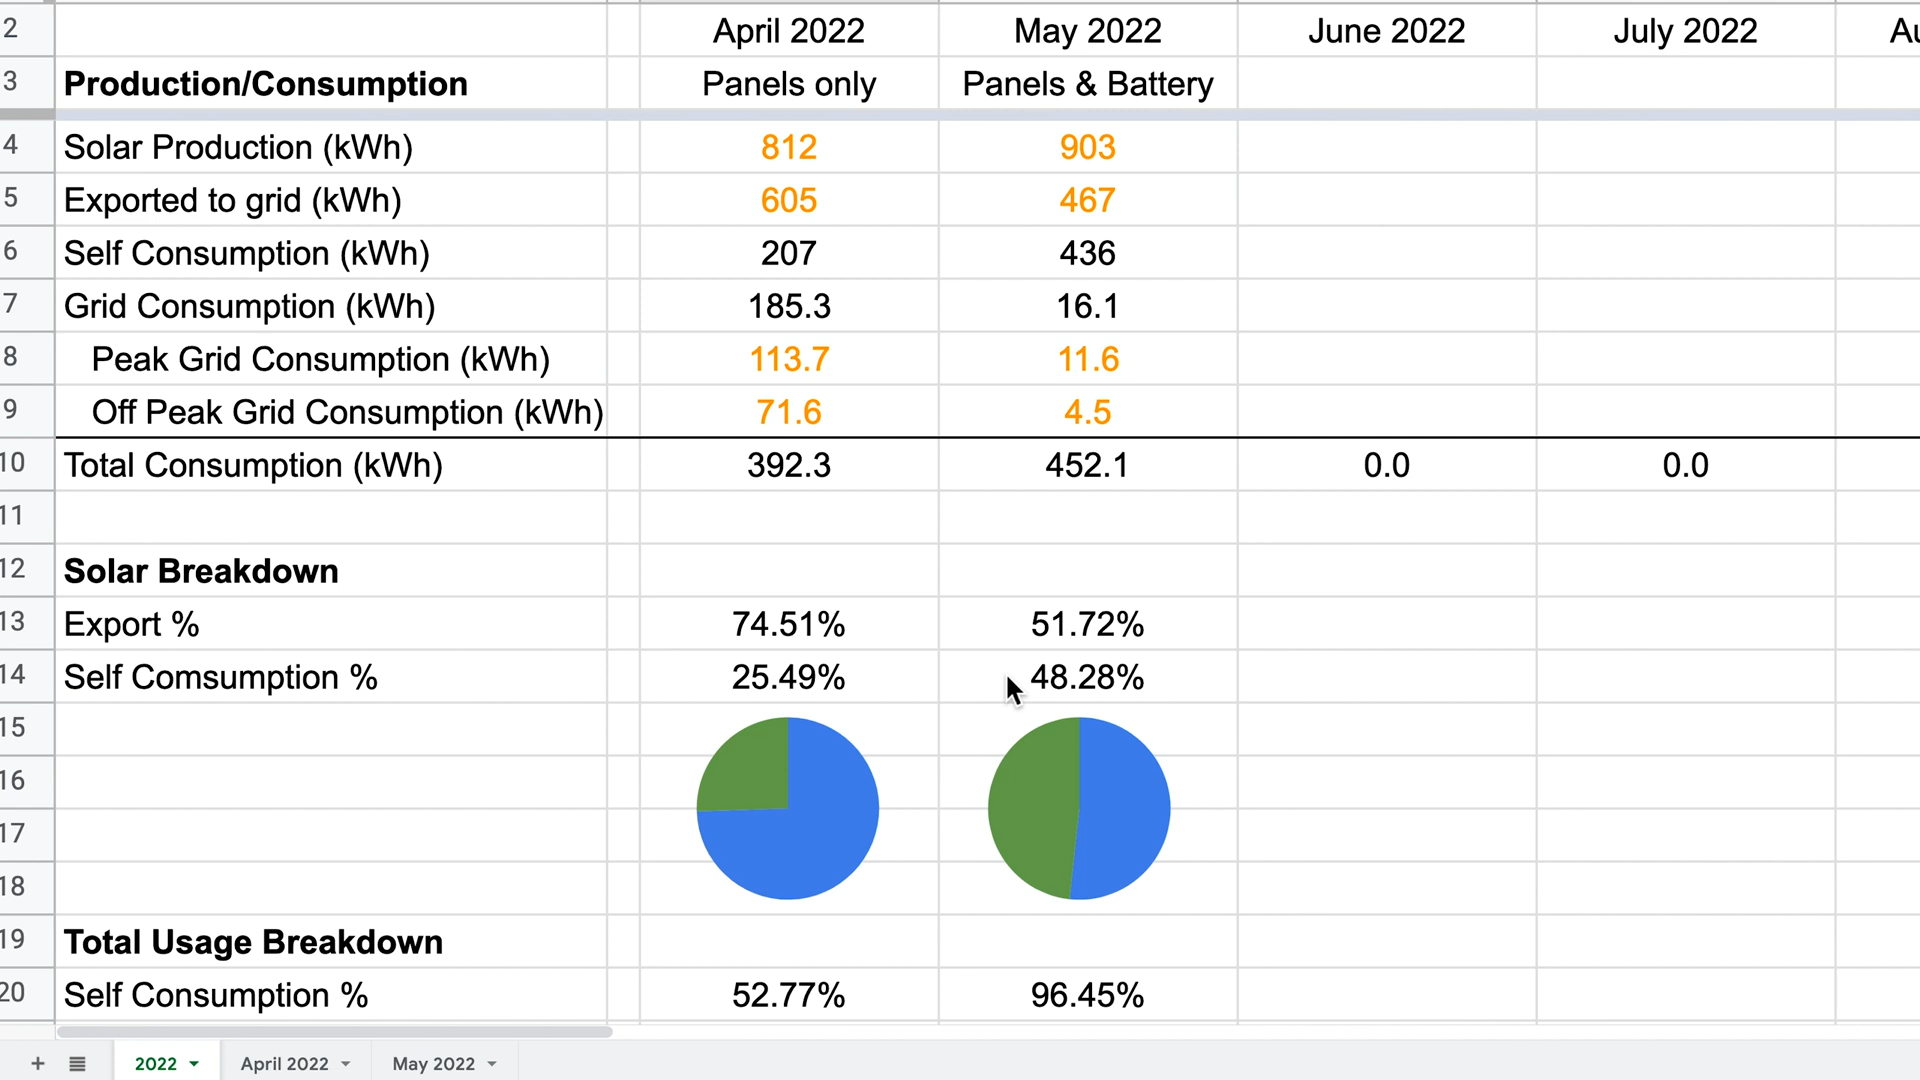 2 April 2022 May 2022 June 2022 July 2022 Au
3 Production/Consumption Panels only Panels & Battery
4 Solar Production (kWh) 812 903
5 Exported to grid (kWh) 605 467
6 Self Consumption (kWh) 207 436
7 Grid Consumption (kWh) 185.3 16.1
8 Peak Grid Consumption (kWh) 113.7 11.6
9 Off Peak Grid Consumption (kWh) 71.6 4.5
10 Total Consumption (kWh) 392.3 452.1 0.0 0.0
11
12 Solar Breakdown
13 Export % 74.51% 51.72%
14 Self Comsumption % 25.49% 48.28%
15
16
17
18
19 Total Usage Breakdown
20 Self Consumption % 52.77% 96.45%
+ 2022 April 2022 May 2022